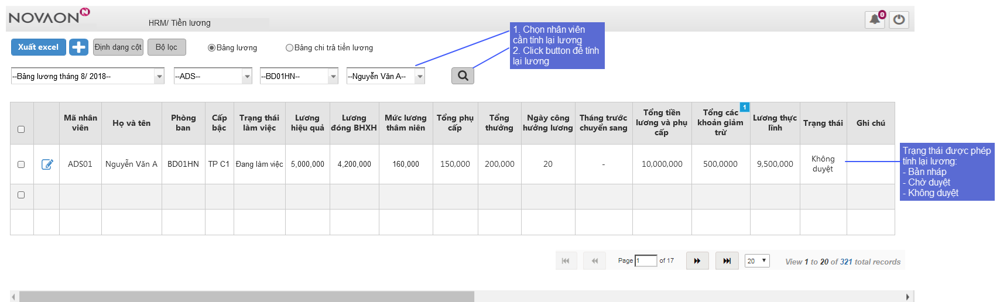 NOVAON N
HRM/ Tiền lương
0
1. Chọn nhân viên
cần tính lại lương
2. Click button để tính
lại lương
Xuất excel
Định dạng cột
Bộ lọc
Bảng lương
Bảng chi trả tiền lương
--Bảng lương tháng 8/ 2018--
--ADS--
--BD01HN--
--Nguyễn Văn A--
Mã nhân
viên
Họ và tên
Phòng
ban
Cấp
bậc
Trạng thái
làm việc
Lương
hiệu quả
Lương
đóng BHXH
Mức lương
thâm niên
Tổng phụ
cấp
Tổng
thưởng
Ngày công
hưởng lương
Tháng trước
chuyển sang
Tổng tiền
lương và phụ
cấp
Tổng các
khoản giảm
trừ
1
Lương thực
lĩnh
Trạng thái
Ghi chú
ADS01
Nguyễn Văn A
BD01HN
TP C1
Đang làm việc
5,000,000
4,200,000
160,000
150,000
200,000
20
-
10,000,000
500,0000
9,500,000
Không
duyệt
Trạng thái được phép
tính lại lương:
- Bản nháp
- Chờ duyệt
- Không duyệt
Page 1 of 17
20
View 1 to 20 of 321 total records